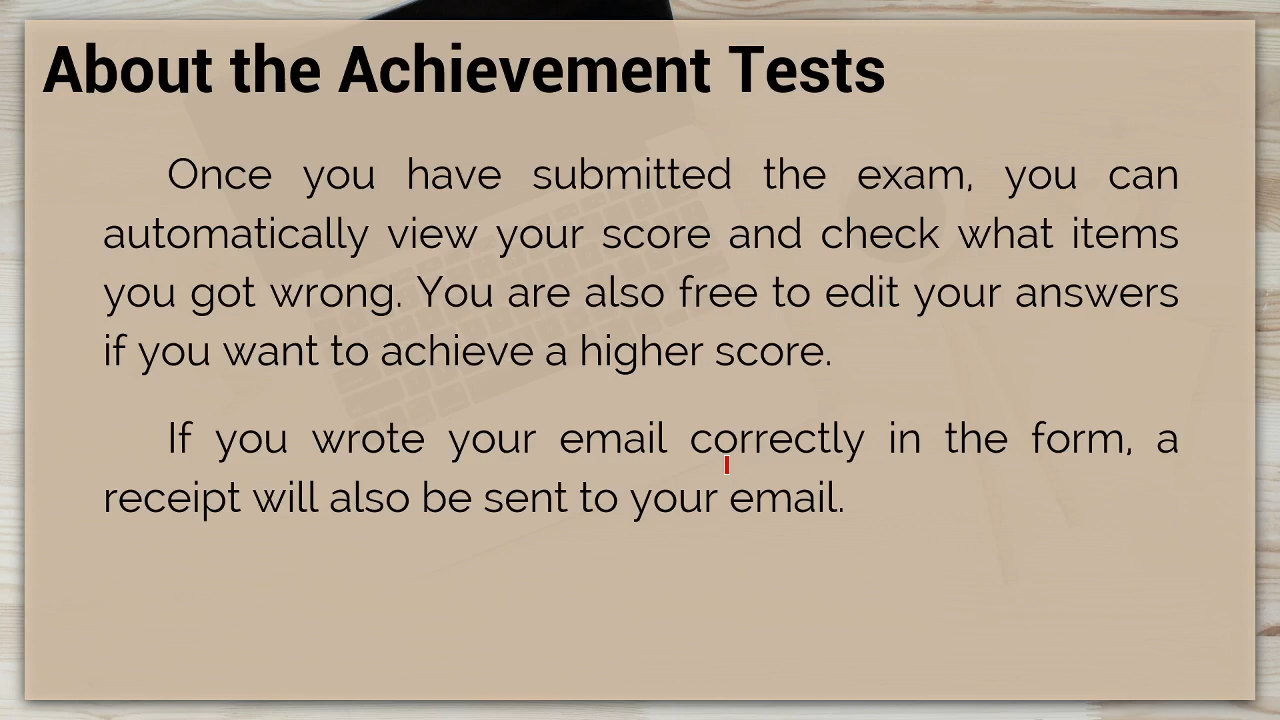 About the Achievement Tests
Once you have submitted the exam, you can
automatically view your score and check what items
you got wrong. You are also free to edit your answers
if you want to achieve a higher score.
If you wrote your email correctly in the form, a
receipt will also be sent to your email.